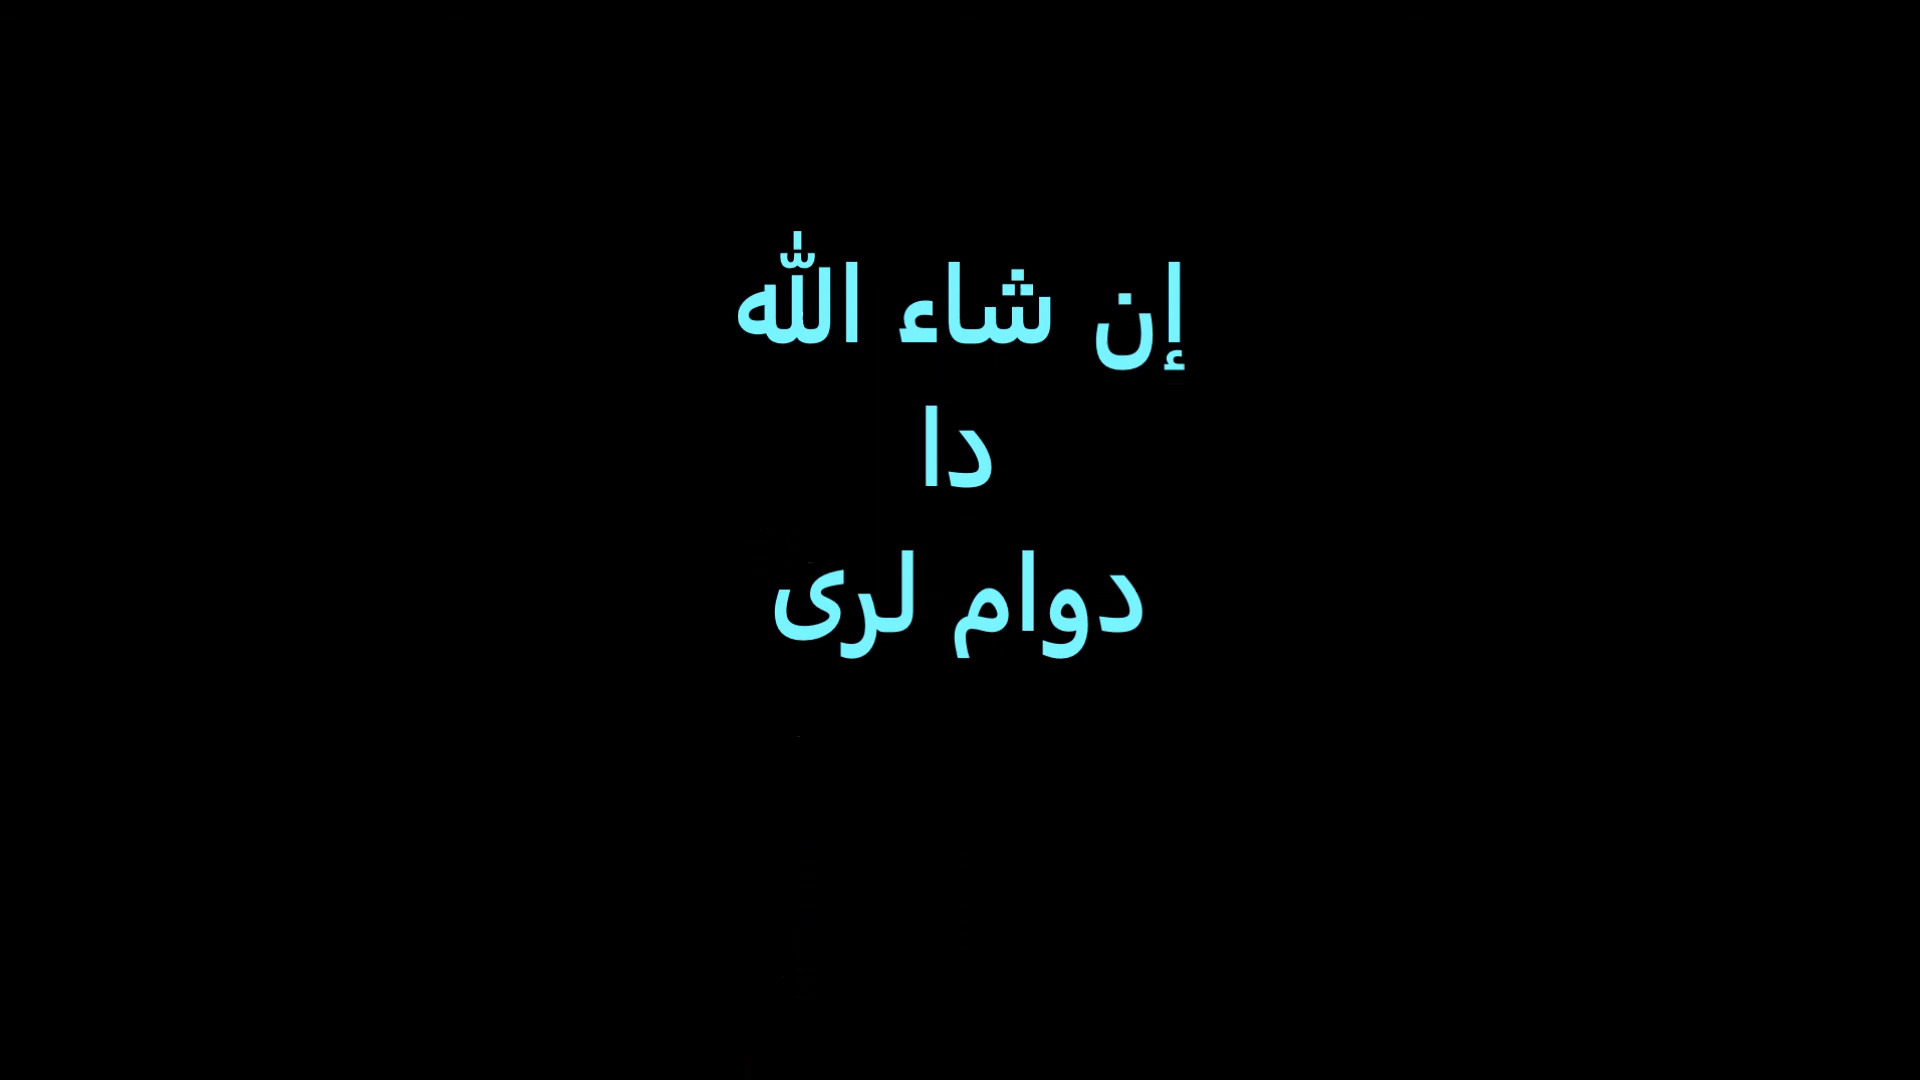 إن شاء الله
دا
دوام لری